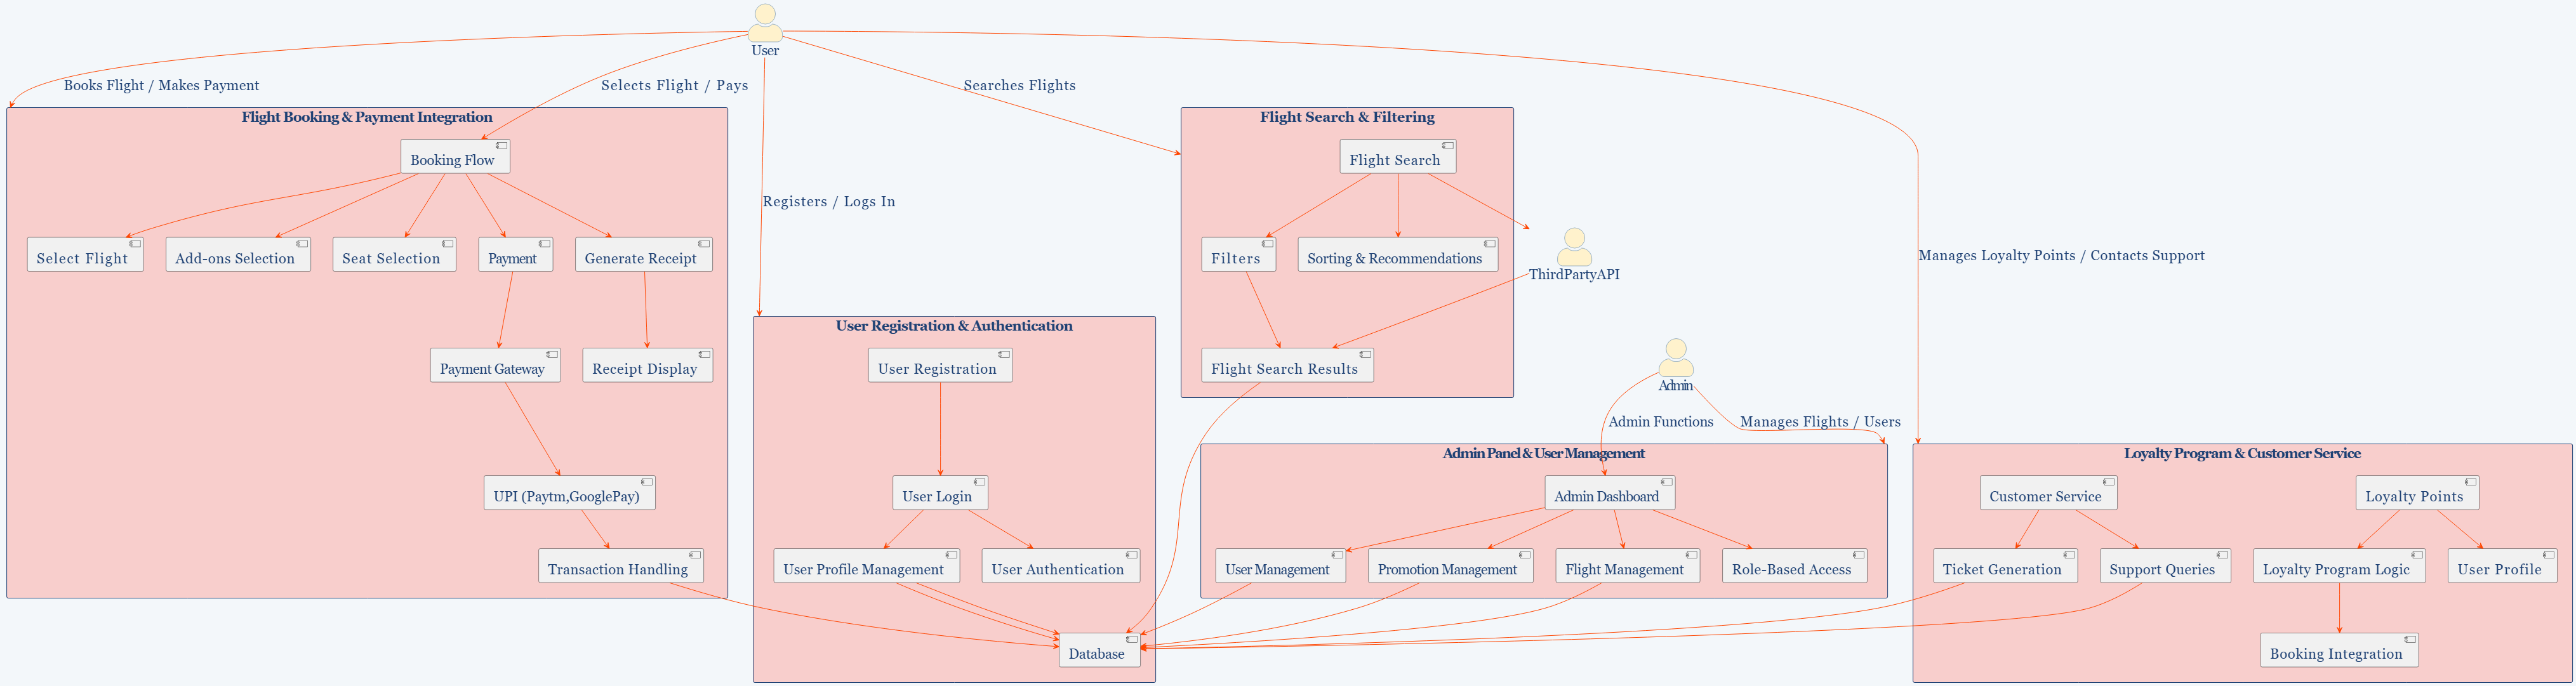 User
Books Flight / Makes Payment
Selects Flight / Pays
Searches Flights
Registers / Logs In
Manages Loyalty Points / Contacts Support
Flight Booking & Payment Integration
Booking Flow
Select Flight
Add-ons Selection
Seat Selection
Payment
Generate Receipt
Payment Gateway
Receipt Display
UPI (Paytm,GooglePay)
Transaction Handling
User Registration & Authentication
User Registration
User Login
User Profile Management
User Authentication
Database
Flight Search & Filtering
Flight Search
Filters
Sorting & Recommendations
Flight Search Results
ThirdPartyAPI
Admin
Admin Functions
Manages Flights / Users
Admin Panel & User Management
Admin Dashboard
User Management
Promotion Management
Flight Management
Role-Based Access
Loyalty Program & Customer Service
Customer Service
Loyalty Points
Ticket Generation
Support Queries
Loyalty Program Logic
User Profile
Booking Integration